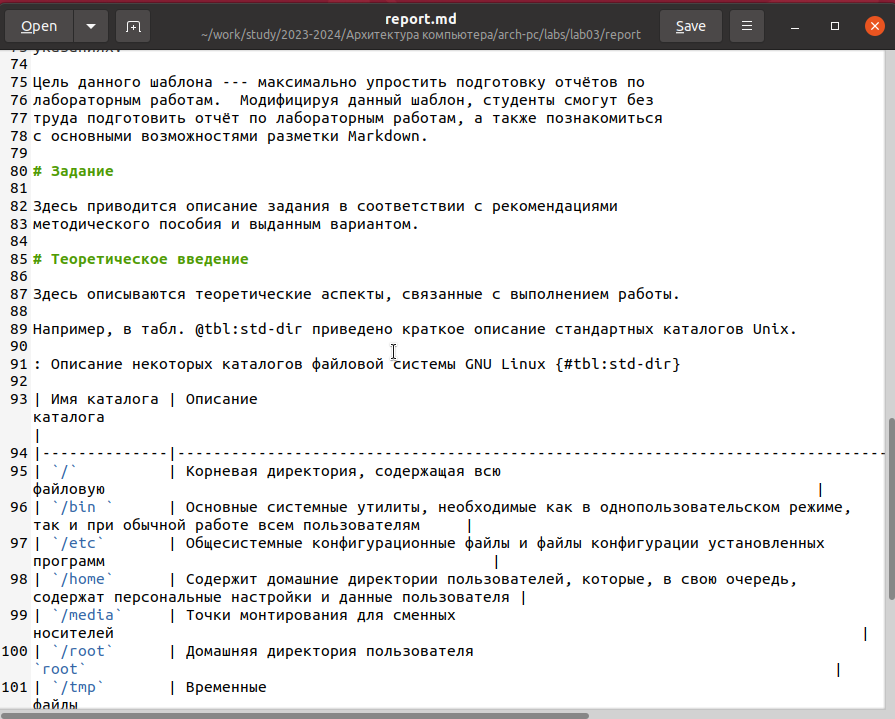 Open
report.md
~/work/study/2023-2024/Архитектура компьютера/arch-pc/labs/lab03/report
Save
73 указаниях.
74
75 Цель данного шаблона --- максимально упростить подготовку отчётов по
76 лабораторным работам.  Модифицируя данный шаблон, студенты смогут без
77 труда подготовить отчёт по лабораторным работам, а также познакомиться
78 с основными возможностями разметки Markdown.
79
80 # Задание
81
82 Здесь приводится описание задания в соответствии с рекомендациями
83 методического пособия и выданным вариантом.
84
85 # Теоретическое введение
86
87 Здесь описываются теоретические аспекты, связанные с выполнением работы.
88
89 Например, в табл. @tbl:std-dir приведено краткое описание стандартных каталогов Unix.
90
91 : Описание некоторых каталогов файловой системы GNU Linux {#tbl:std-dir}
92
93 | Имя каталога | Описание
каталога
|
94 |--------------|-------------------------------------------------------------------------------
95 | `/`          | Корневая директория, содержащая всю
файловую                                                                               |
96 | `/bin `      | Основные системные утилиты, необходимые как в однопользовательском режиме,
так и при обычной работе всем пользователям     |
97 | `/etc`       | Общесистемные конфигурационные файлы и файлы конфигурации установленных
программ                                           |
98 | `/home`      | Содержит домашние директории пользователей, которые, в свою очередь,
содержат персональные настройки и данные пользователя |
99 | `/media`     | Точки монтирования для сменных
носителей                                                                                   |
100 | `/root`      | Домашняя директория пользователя
`root`                                                                                   |
101 | `/tmp`       | Временные
файлы